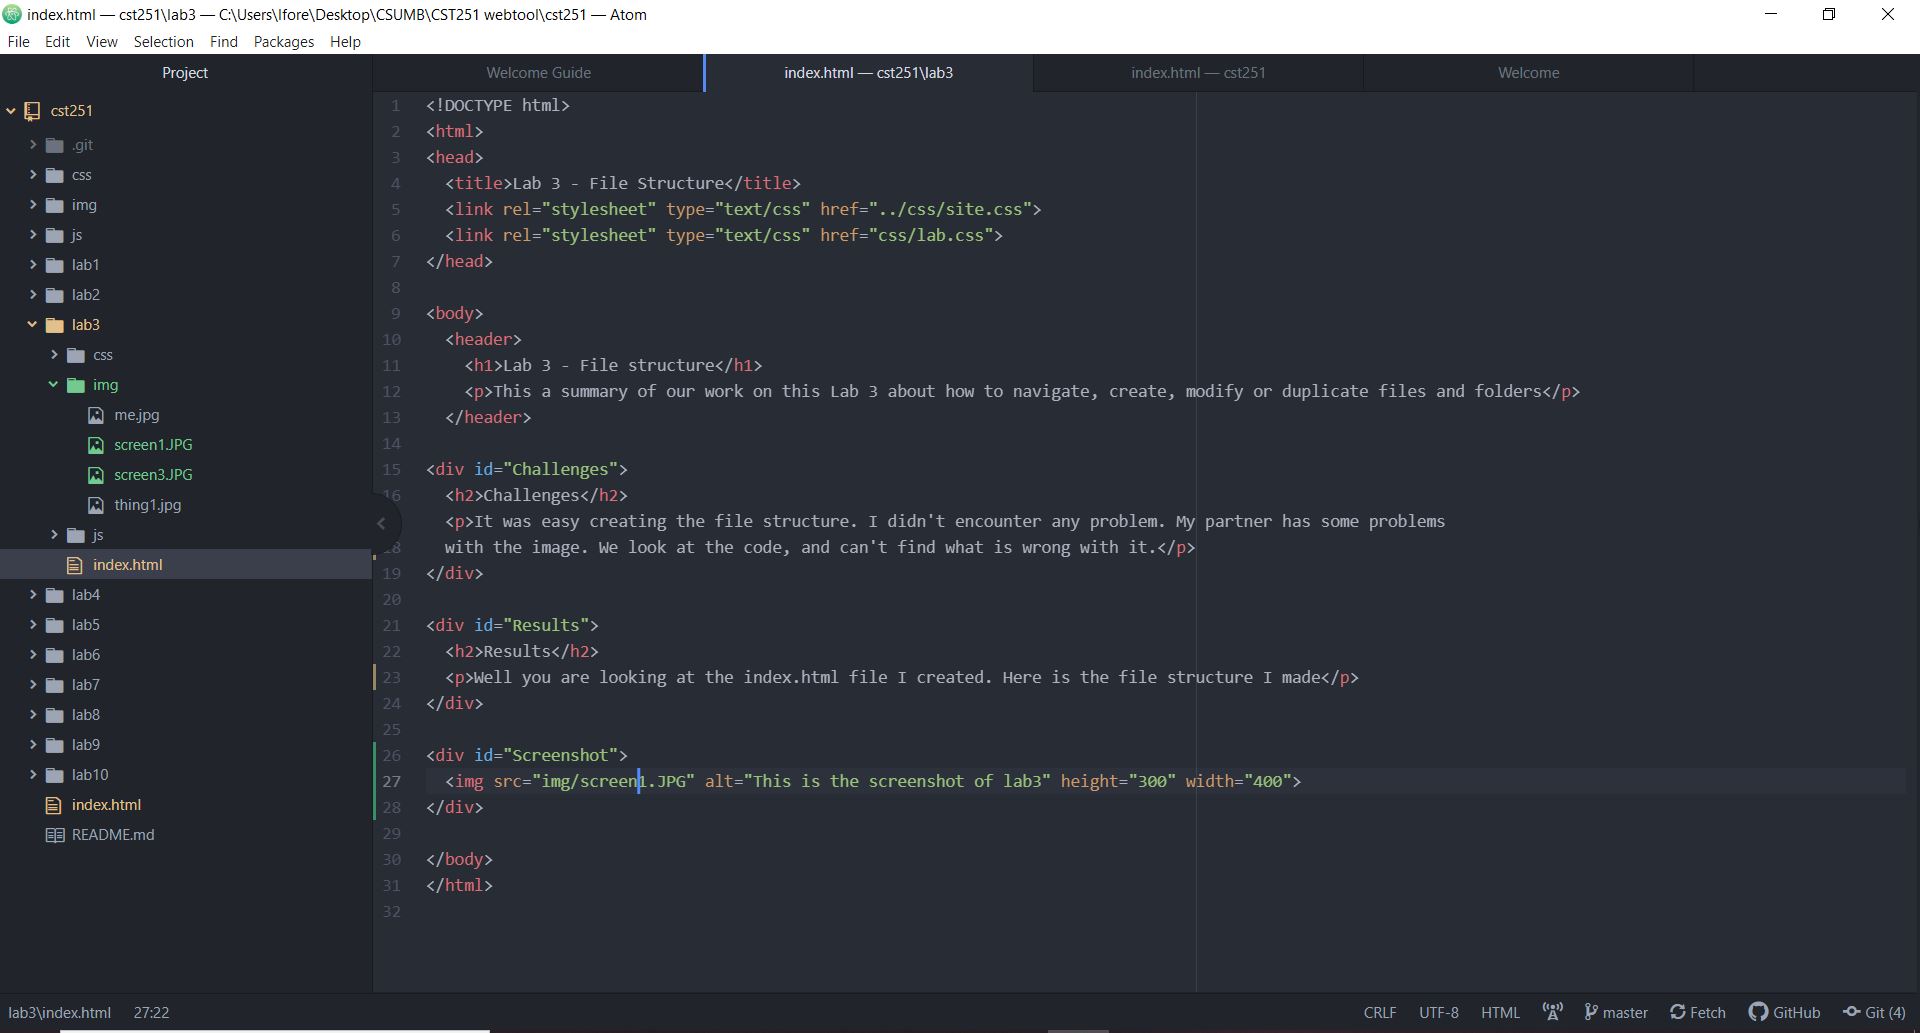 index.html — cst251\lab3 — C:\Users\lfore\Desktop\CSUMB\CST251 webtool\cst251 — Atom
File Edit View Selection Find Packages Help
Project
cst251
.git
css
img
js
lab1
lab2
lab3
css
img
me.jpg
screen1.JPG
screen3.JPG
thing1.jpg
js
index.html
lab4
lab5
lab6
lab7
lab8
lab9
lab10
index.html
README.md
Welcome Guide
index.html — cst251\lab3
index.html — cst251
Welcome
1 <!DOCTYPE html>
2 <html>
3 <head>
4 <title>Lab 3 - File Structure</title>
5 <link rel="stylesheet" type="text/css" href="../css/site.css">
6 <link rel="stylesheet" type="text/css" href="css/lab.css">
7 </head>
8
9 <body>
10 <header>
11 <h1>Lab 3 - File structure</h1>
12 <p>This a summary of our work on this Lab 3 about how to navigate, create, modify or duplicate files and folders</p>
13 </header>
14
15 <div id="Challenges">
16 <h2>Challenges</h2>
<p>It was easy creating the file structure. I didn't encounter any problem. My partner has some problems
8 with the image. We look at the code, and can't find what is wrong with it.</p>
19 </div>
20
21 <div id="Results">
22 <h2>Results</h2>
23 <p>Well you are looking at the index.html file I created. Here is the file structure I made</p>
24 </div>
25
26 <div id="Screenshot">
27 <img src="img/screen1.JPG" alt="This is the screenshot of lab3" height="300" width="400">
28 </div>
29
30 </body>
31 </html>
32
lab3\index.html 27:22 CRLF UTF-8 HTML master Fetch GitHub Git (4)